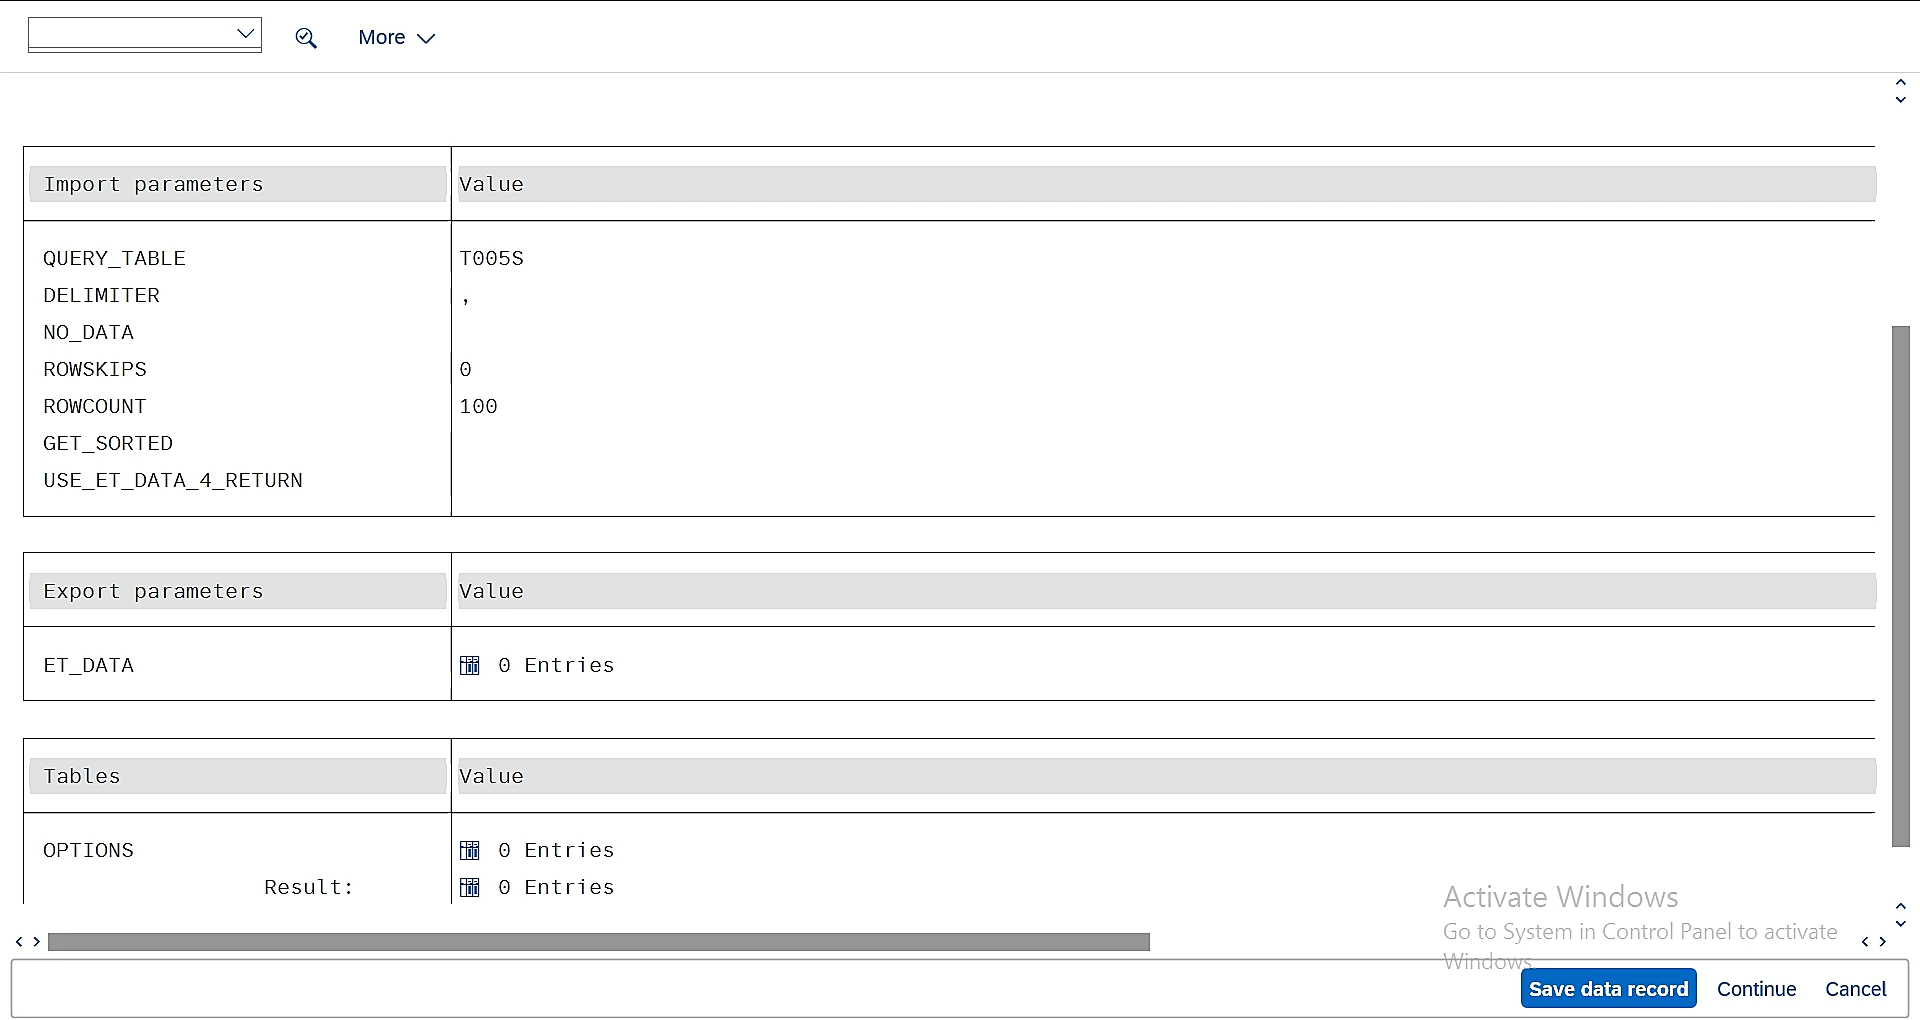 More
Import parameters Value
QUERY_TABLE T005S
DELIMITER ,
NO_DATA
ROWSKIPS 0
ROWCOUNT 100
GET_SORTED
USE_ET_DATA_4_RETURN
Export parameters Value
ET_DATA 0 Entries
Tables Value
OPTIONS 0 Entries
Result: 0 Entries
Activate Windows
Go to System in Control Panel to activate
Windows.
Save data record Continue Cancel